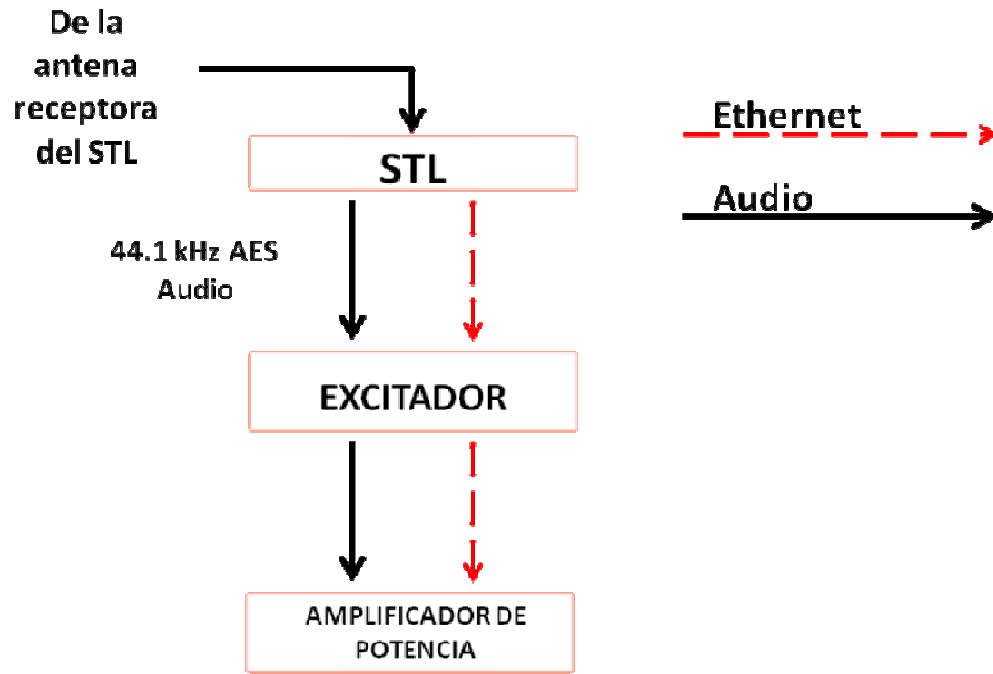 De la
antena
receptora
del STL
Ethernet
STL
Audio
44.1 kHz AES
Audio
EXCITADOR
AMPLIFICADOR DE
POTENCIA